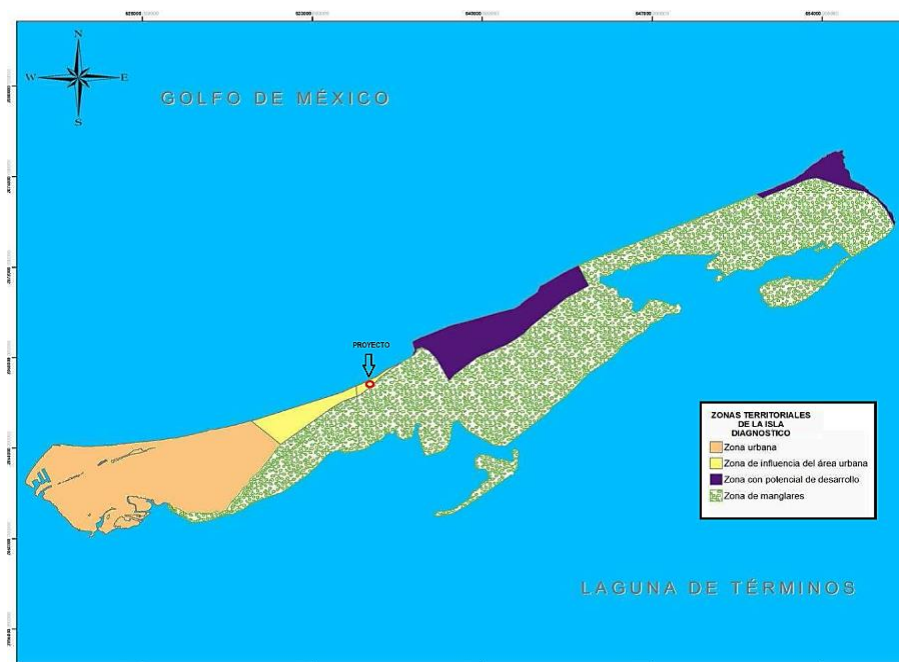 N
W E
S
GOLFO DE MÉXICO
PROYECTO
ZONAS TERRITORIALES
DE LA ISLA
DIAGNOSTICO
Zona urbana
Zona de influencia del área urbana
Zona con potencial de desarrollo
Zona de manglares
LAGUNA DE TÉRMINOS